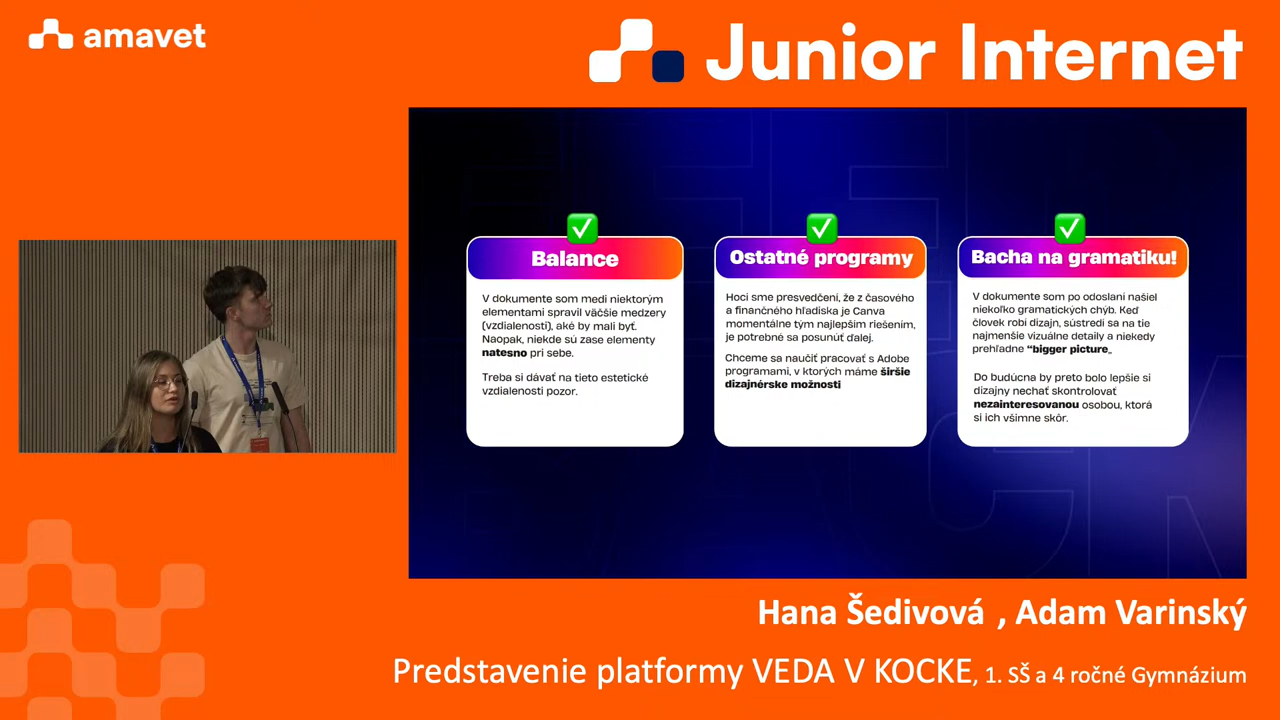 amavet
Junior Internet
Balance
V dokumente som medi niektorým
elementami spravil väčšie medzery
(vzdialenosti), aké by mali byť.
Naopak, niekde sú zase elementy
natesno pri sebe.
Treba si dávať na tieto estetické
vzdialenosti pozor.
Ostatné programy
Hoci sme presvedčení, že z časového
a finančného hľadiska je Canva
momentálne tým najlepším riešením,
je potrebné sa posunúť ďalej.
Chceme sa naučiť pracovať s Adobe
programami, v ktorých máme širšie
dizajnérske možnosti
Bacha na gramatiku!
V dokumente som po odoslaní našiel
niekoľko gramatických chýb. Keď
človek robí dizajn, sústredí sa na tie
najmenšie vizuálne detaily a niekedy
prehľadne “bigger picture„
Do budúcna by preto bolo lepšie si
dizajny nechať skontrolovať
nezainteresovanou osobou, ktorá
si ich všimne skôr.
Hana Šedivová , Adam Varinský
Predstavenie platformy VEDA V KOCKE, 1. SŠ a 4 ročné Gymnázium